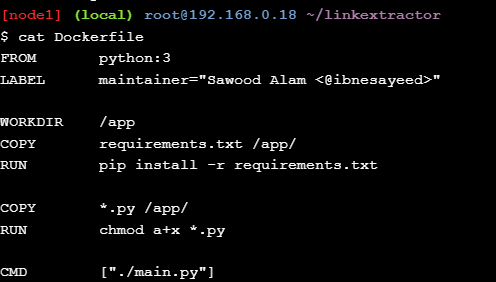 [node1] (local) root@192.168.0.18 ~/linkextractor
$ cat Dockerfile
FROM python:3
LABEL maintainer="Sawood Alam <@ibnesayeed>"
WORKDIR /app
COPY requirements.txt /app/
RUN pip install -r requirements.txt
COPY *.py /app/
RUN chmod a+x *.py
CMD ["./main.py"]